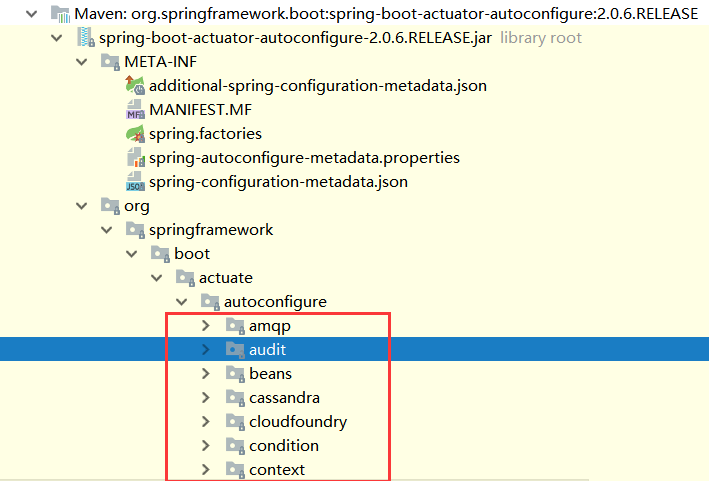 Maven: org.springframework.boot:spring-boot-actuator-autoconfigure:2.0.6.RELEASE
spring-boot-actuator-autoconfigure-2.0.6.RELEASE.jar library root
META-INF
additional-spring-configuration-metadata.json
MANIFEST.MF
spring.factories
spring-autoconfigure-metadata.properties
spring-configuration-metadata.json
org
springframework
boot
actuate
autoconfigure
amqp
audit
beans
cassandra
cloudfoundry
condition
context